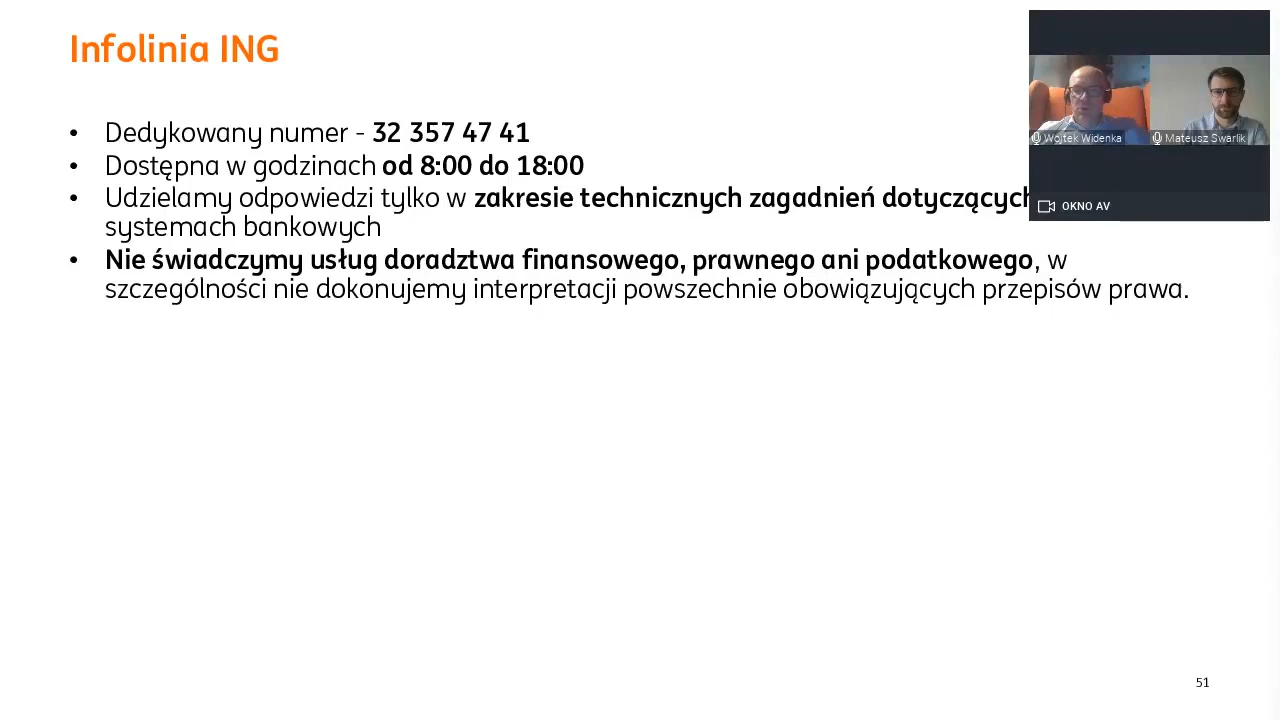 Infolinia ING
• Dedykowany numer - 32 357 47 41
• Dostępna w godzinach od 8:00 do 18:00
• Udzielamy odpowiedzi tylko w zakresie technicznych zagadnień dotyczących
systemach bankowych
• Nie świadczymy usług doradztwa finansowego, prawnego ani podatkowego, w
szczególności nie dokonujemy interpretacji powszechnie obowiązujących przepisów prawa.
Wojtek Widenka
Mateusz Swarlik
OKNO AV
51